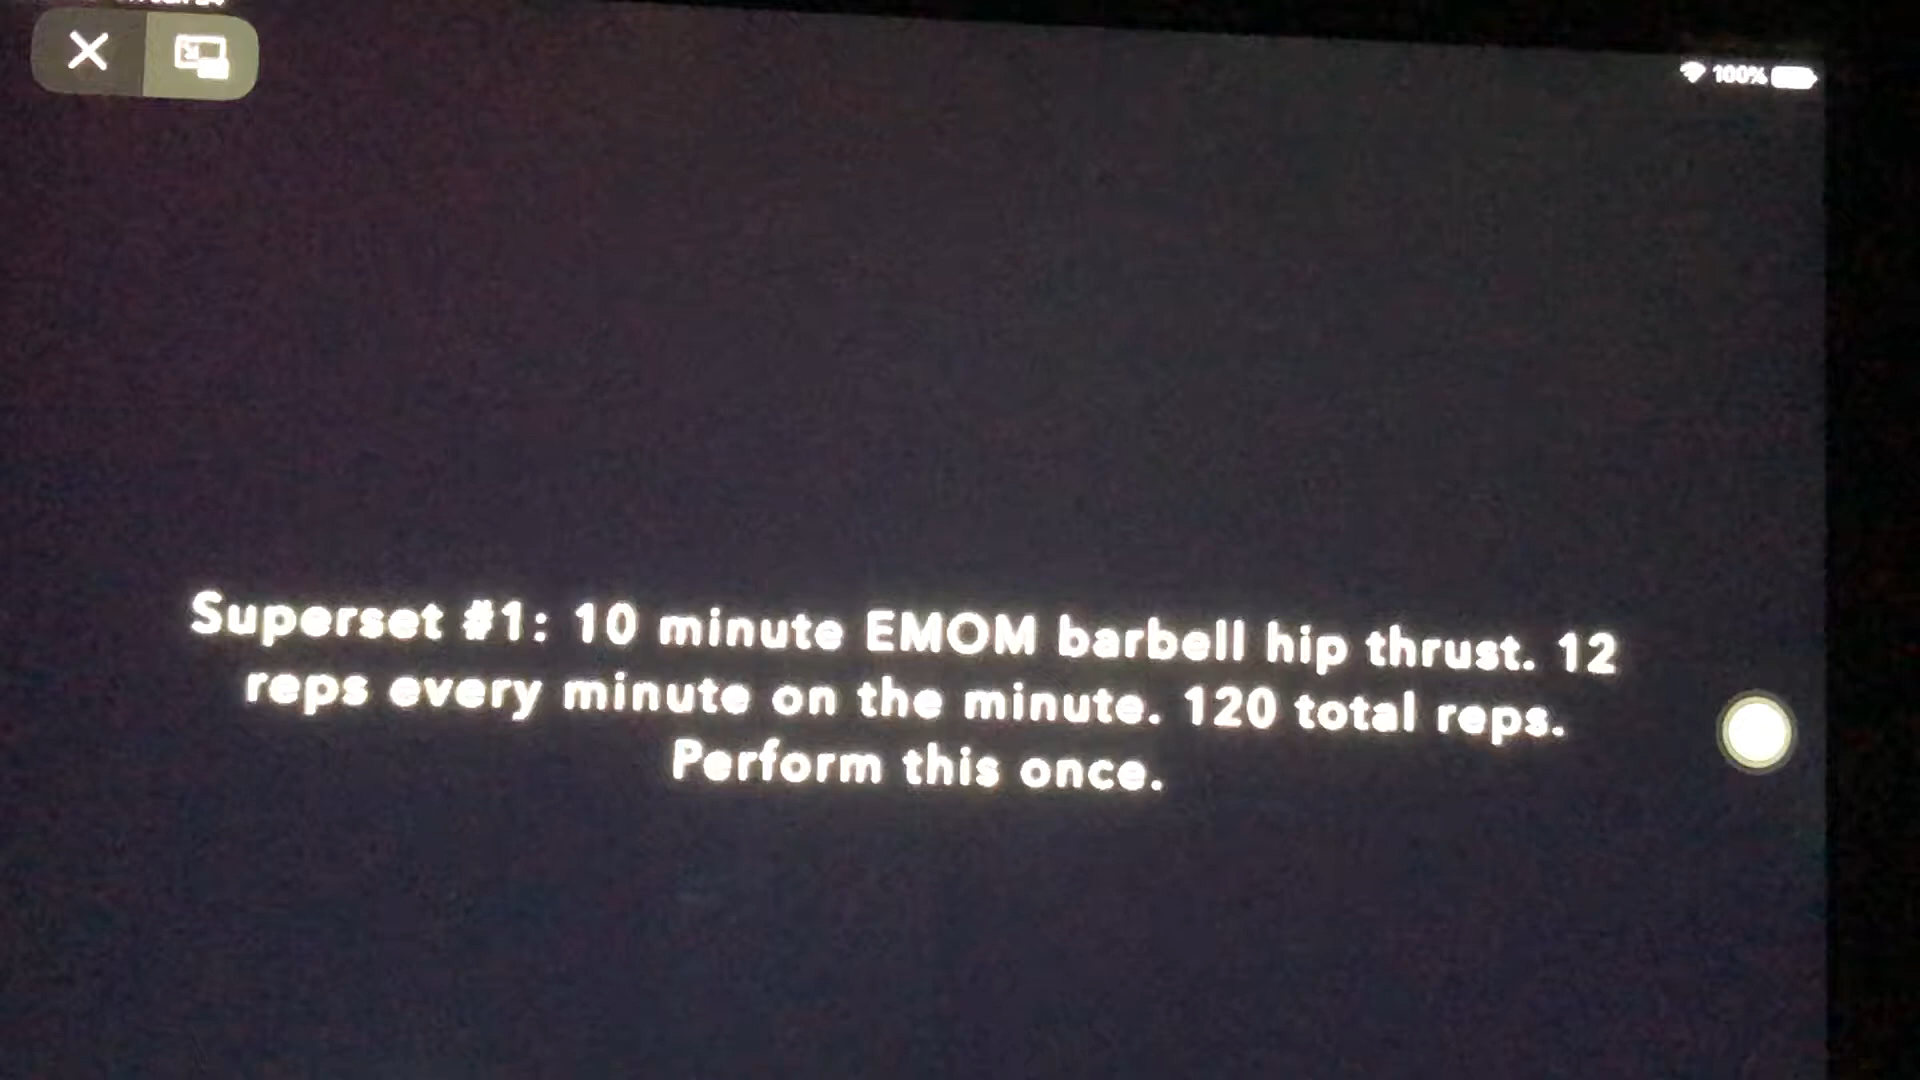 100%
Superset #1: 10 minute EMOM barbell hip thrust. 12
reps every minute on the minute. 120 total reps.
Perform this once.